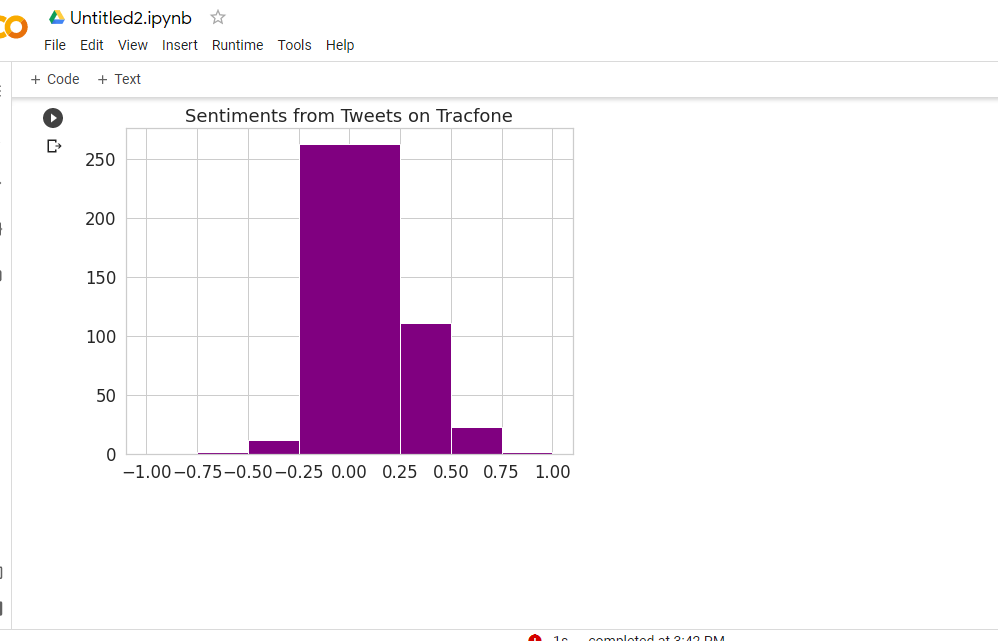 Untitled2.ipynb
File Edit View Insert Runtime Tools Help
+ Code + Text
Sentiments from Tweets on Tracfone
250
200
150
100
50
0
−1.00 −0.75 −0.50 −0.25 0.00 0.25 0.50 0.75 1.00
1s completed at 3:42 PM